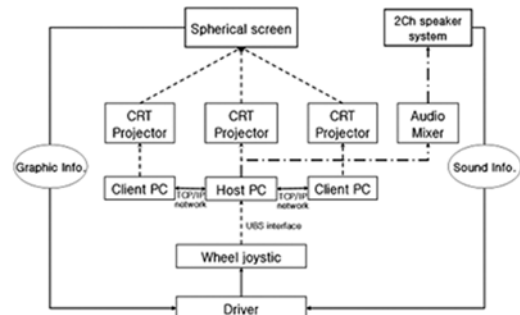 Spherical screen
2Ch speaker
system
CRT
Projector
CRT
Projector
CRT
Projector
Audio
Mixer
Graphic Info.
Sound Info.
Client PC
TCP/IP
network
Host PC
TCP/IP
network
Client PC
UBS interface
Wheel joystic
Driver